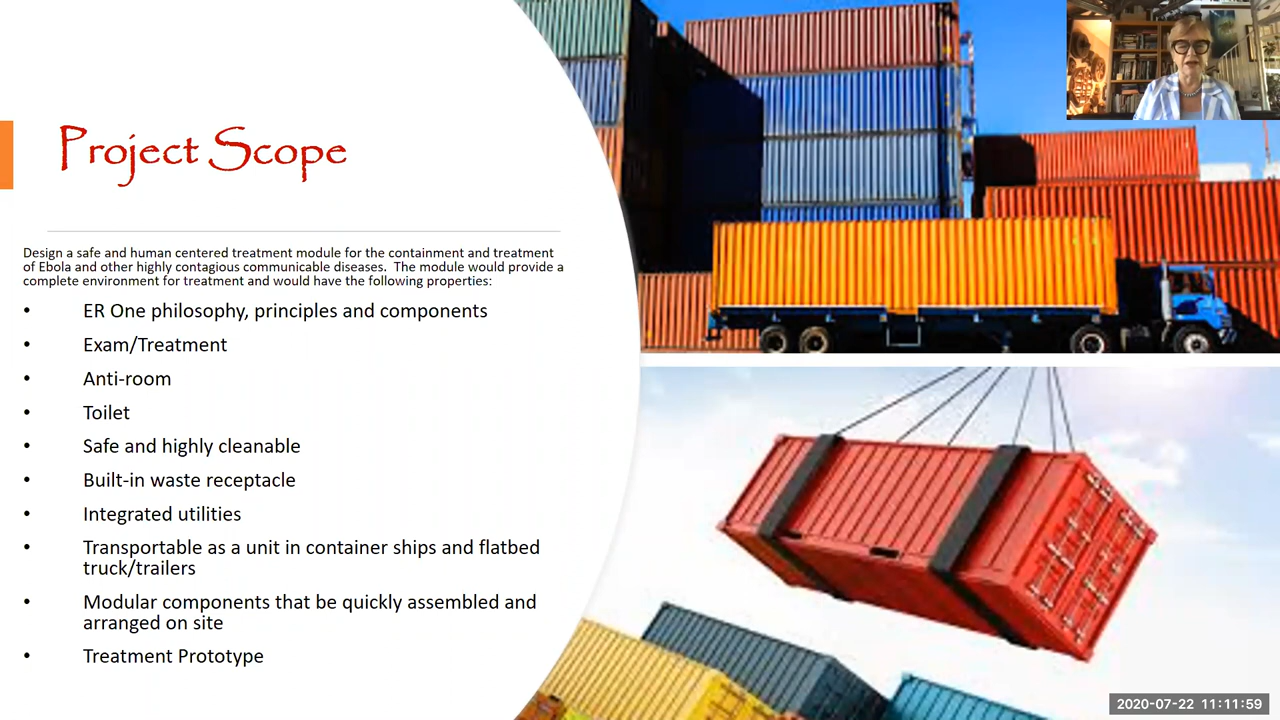 Project Scope
Design a safe and human centered treatment module for the containment and treatment
of Ebola and other highly contagious communicable diseases.  The module would provide a
complete environment for treatment and would have the following properties:
• ER One philosophy, principles and components
• Exam/Treatment
• Anti-room
• Toilet
• Safe and highly cleanable
• Built-in waste receptacle
• Integrated utilities
• Transportable as a unit in container ships and flatbed
truck/trailers
• Modular components that be quickly assembled and
arranged on site
• Treatment Prototype
2020-07-22 11:11:59